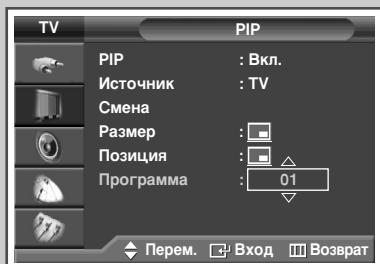 TV PIP
PIP : Вкл.
Источник : TV
Смена
Размер :
Позиция :
Программа : 01
Перем. Вход Возврат